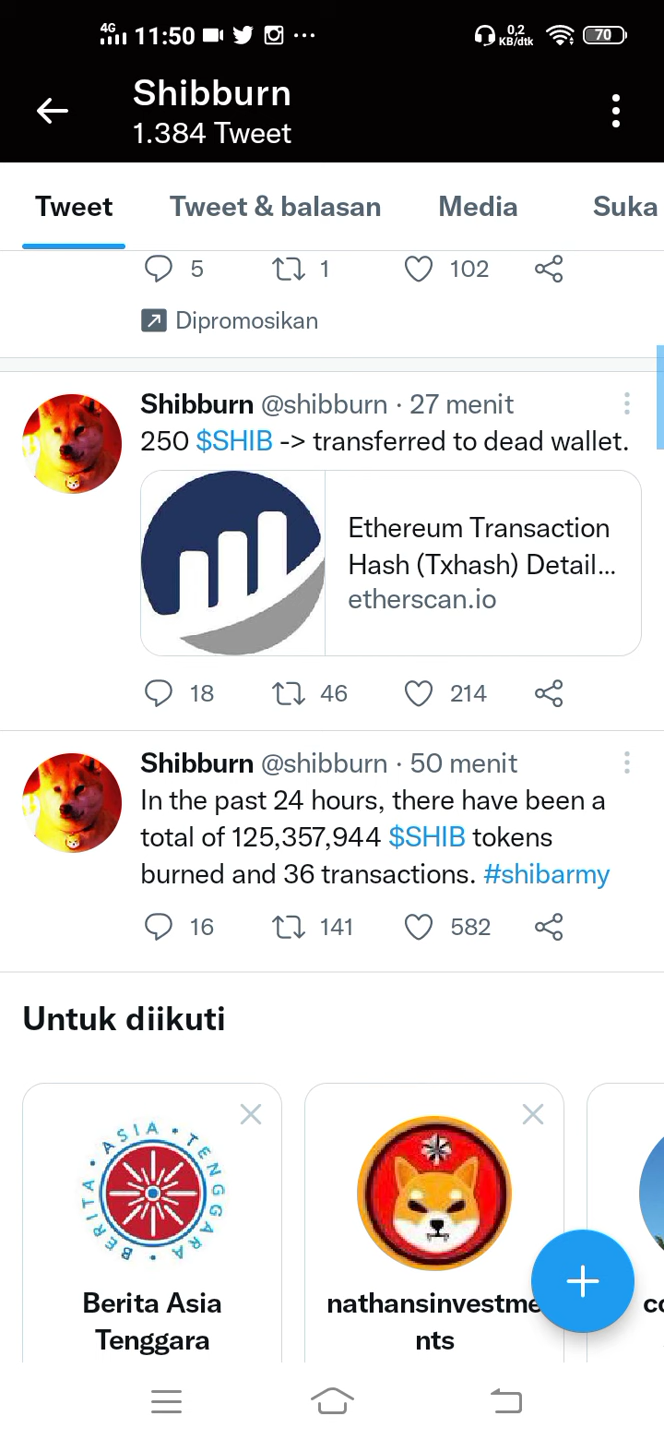 4G 11:50 0,2 KB/dtk 70
Shibburn
1.384 Tweet
Tweet Tweet & balasan Media Suka
5 1 102
Dipromosikan
Shibburn @shibburn · 27 menit
250 $SHIB -> transferred to dead wallet.
Ethereum Transaction
Hash (Txhash) Detail...
etherscan.io
18 46 214
Shibburn @shibburn · 50 menit
In the past 24 hours, there have been a
total of 125,357,944 $SHIB tokens
burned and 36 transactions. #shibarmy
16 141 582
Untuk diikuti
BERITA • ASIA • TENGGARA •
Berita Asia
Tenggara
nathansinvestme
nts